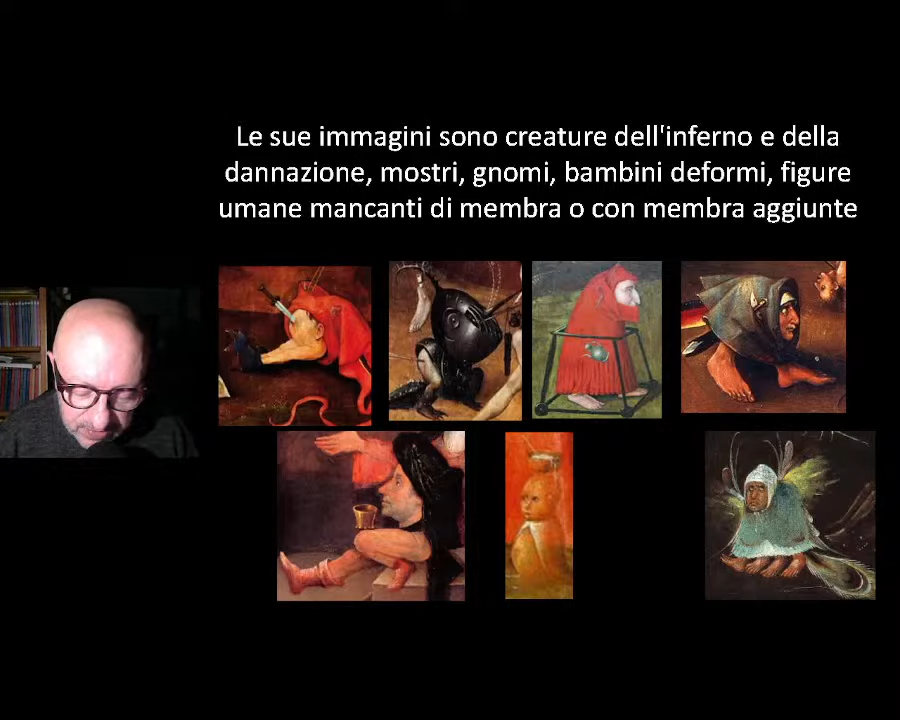 Le sue immagini sono creature dell'inferno e della
dannazione, mostri, gnomi, bambini deformi, figure
umane mancanti di membra o con membra aggiunte